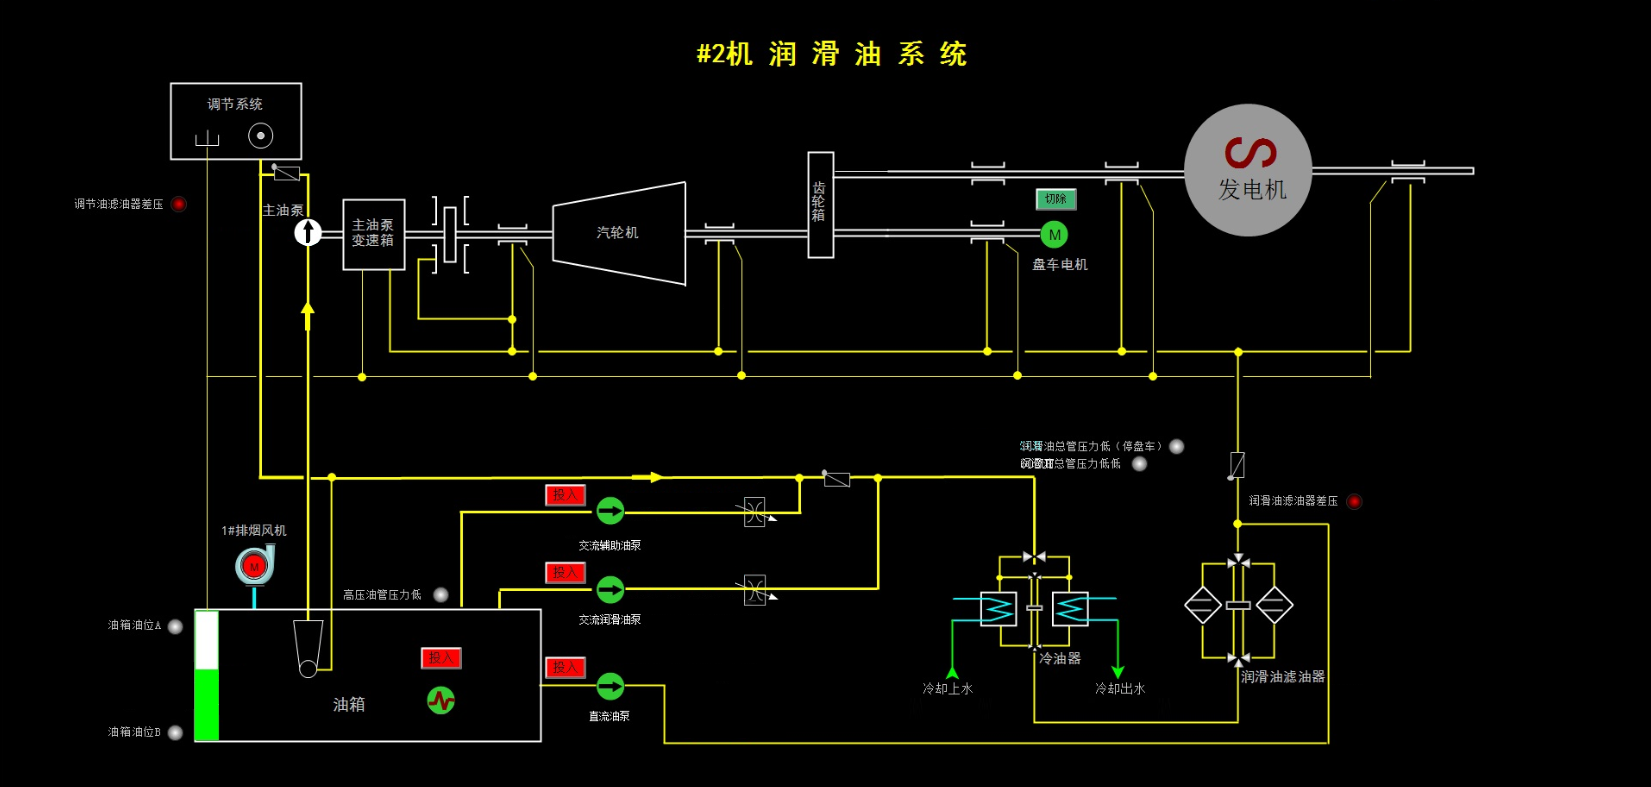 #2机 润 滑 油 系 统
调节系统
调节油滤油器差压
主油泵
主油泵
变速箱
汽轮机
齿轮箱
切除
M
盘车电机
S
发电机
润滑油总管压力低（停盘车）
润滑油总管压力低低
润滑油滤油器差压
投入
交流辅助油泵
1#排烟风机
M
高压油管压力低
投入
交流润滑油泵
油箱油位A
投入
投入
油箱
直流油泵
油箱油位B
冷油器
冷却上水
冷却出水
润滑油滤油器